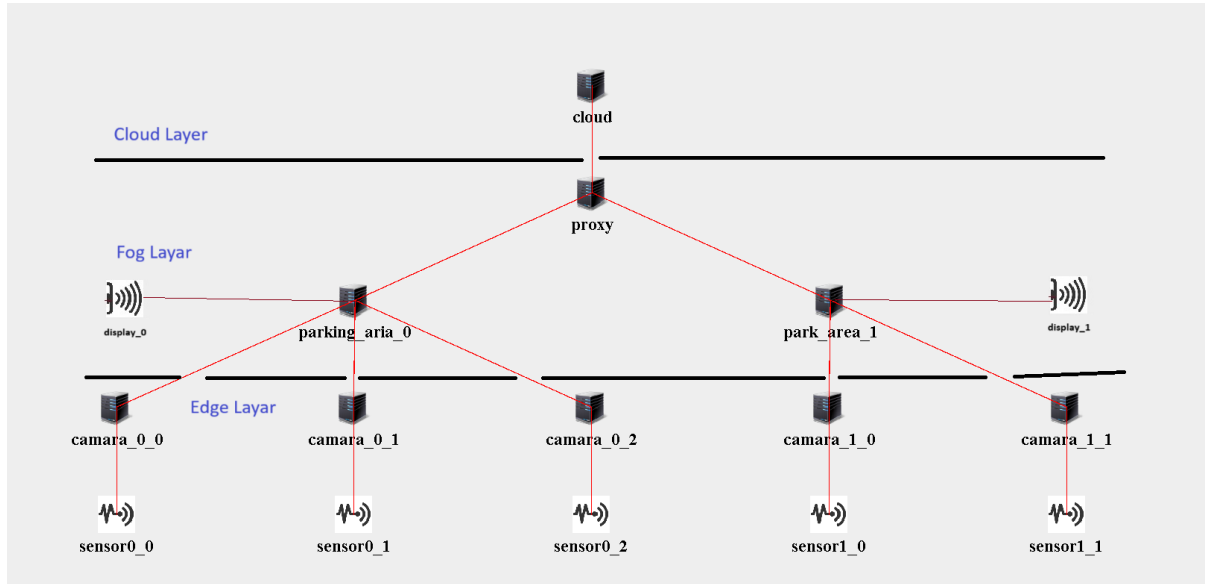 cloud
Cloud Layer
proxy
Fog Layar
display_0
parking_aria_0
park_area_1
display_1
Edge Layar
camara_0_0
camara_0_1
camara_0_2
camara_1_0
camara_1_1
sensor0_0
sensor0_1
sensor0_2
sensor1_0
sensor1_1